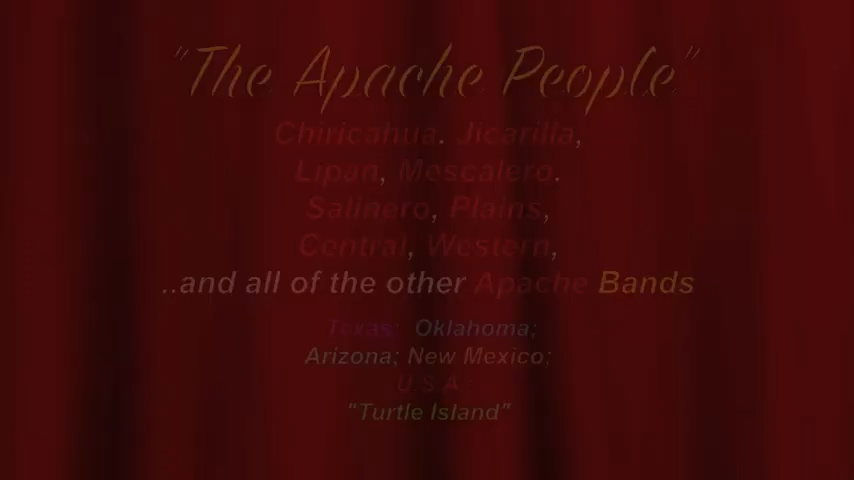 "The Apache People"
Chiricahua. Jicarilla,
Lipan, Mescalero.
Salinero, Plains,
Central, Western,
..and all of the other Apache Bands
Texas; Oklahoma;
Arizona; New Mexico;
U.S.A.
"Turtle Island"